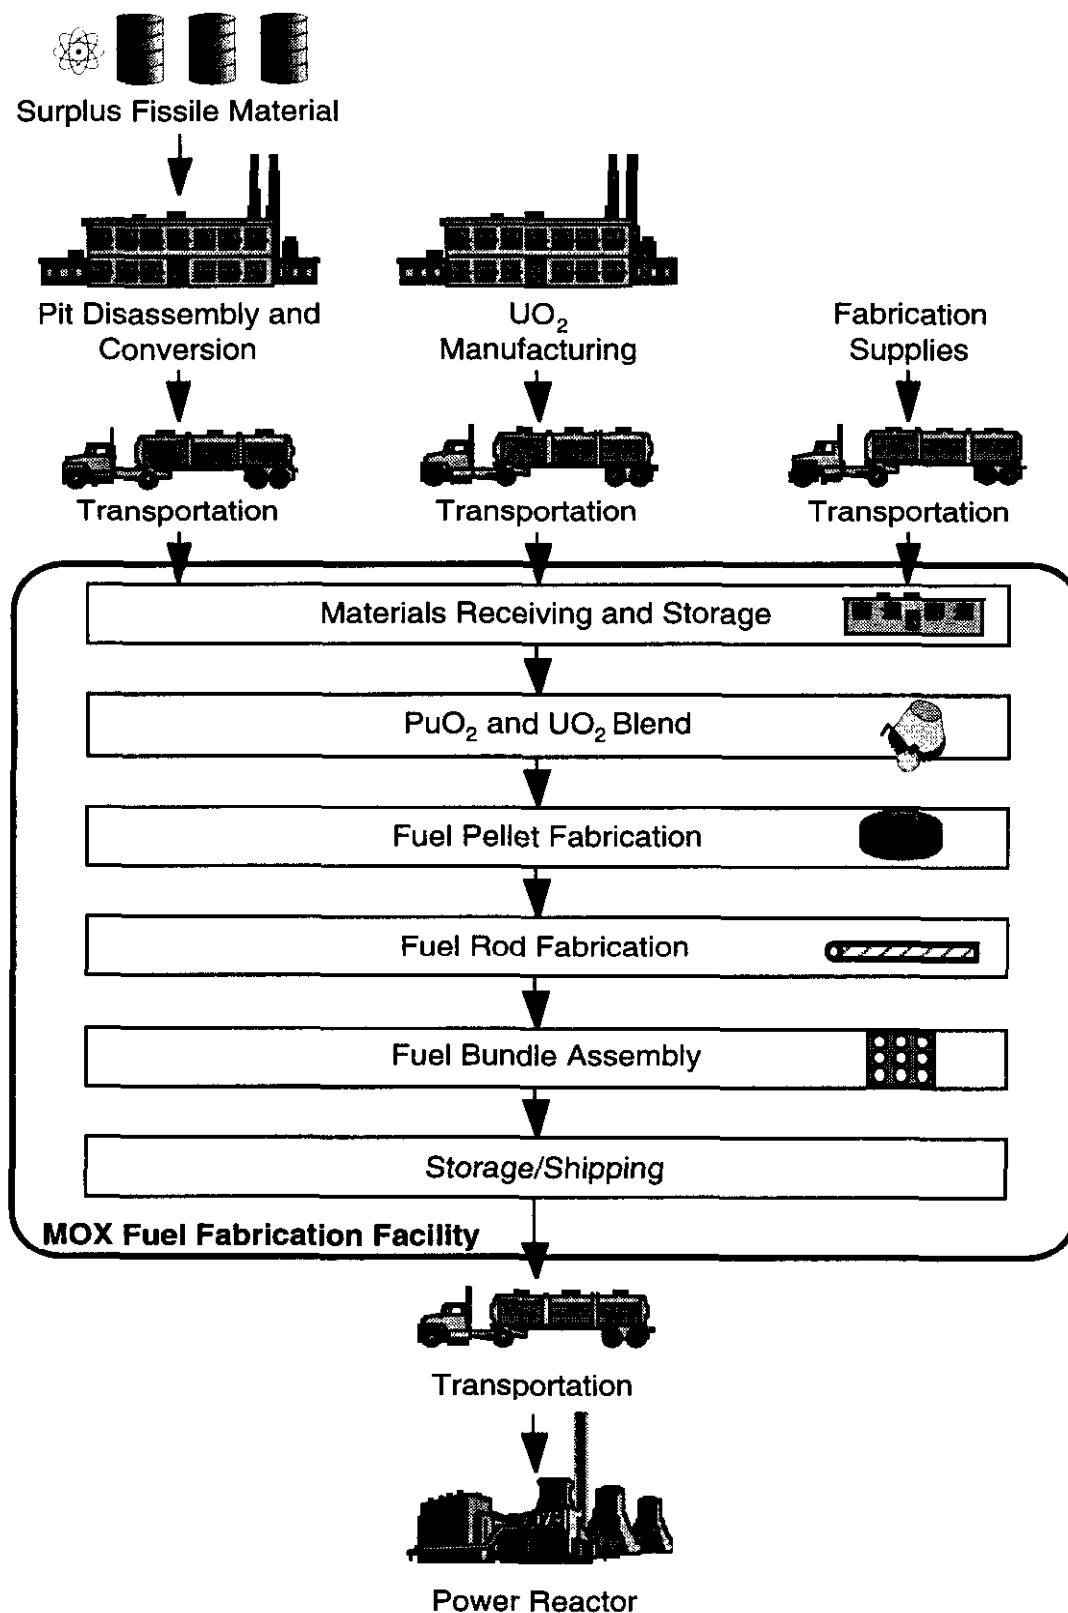 Surplus Fissile Material
Pit Disassembly and
Conversion
UO₂
Manufacturing
Fabrication
Supplies
Transportation
Transportation
Transportation
Materials Receiving and Storage
PuO₂ and UO₂ Blend
Fuel Pellet Fabrication
Fuel Rod Fabrication
Fuel Bundle Assembly
Storage/Shipping
MOX Fuel Fabrication Facility
Transportation
Power Reactor